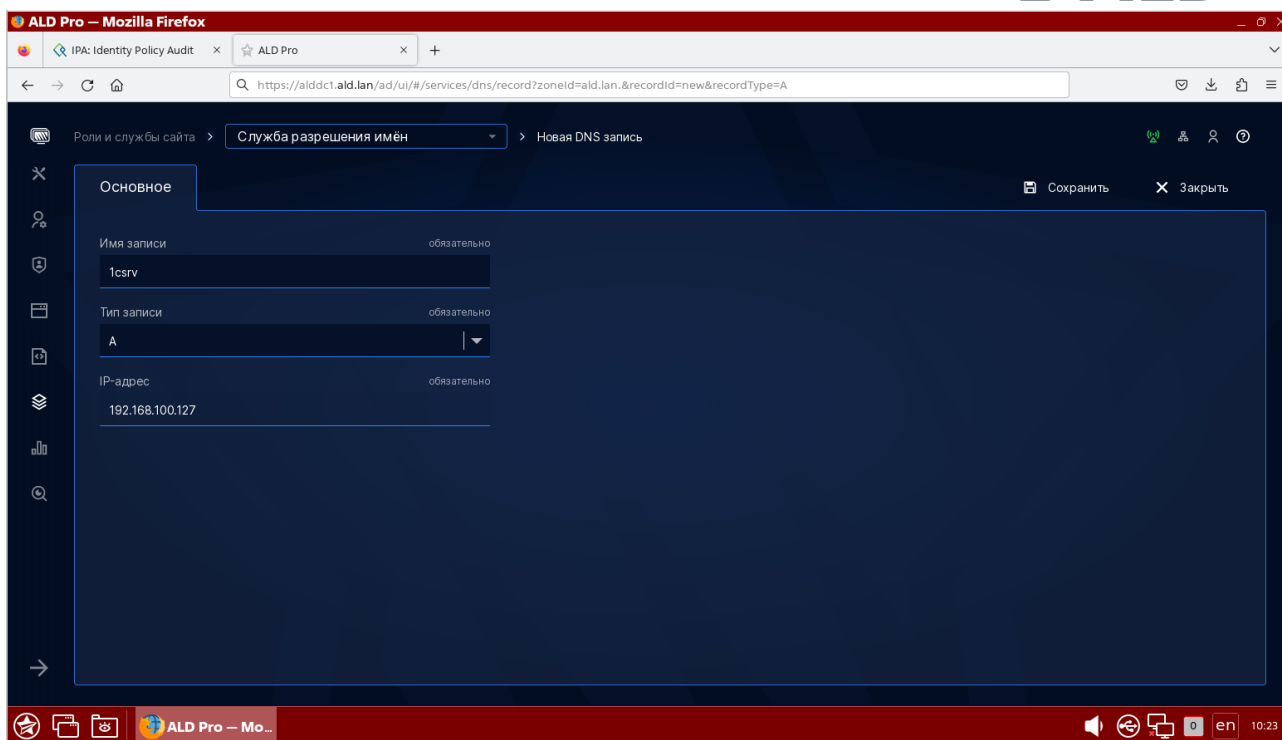 ALD Pro — Mozilla Firefox
IPA: Identity Policy Audit
ALD Pro
https://alddc1.ald.lan/ad/ui/#/services/dns/record?zoneId=ald.lan.&recordId=new&recordType=A
Роли и службы сайта > Служба разрешения имён > Новая DNS запись
Основное
Сохранить
Закрыть
Имя записи обязательно
1csrv
Тип записи обязательно
A
IP-адрес обязательно
192.168.100.127
ALD Pro — Mo...
0
en
10:23